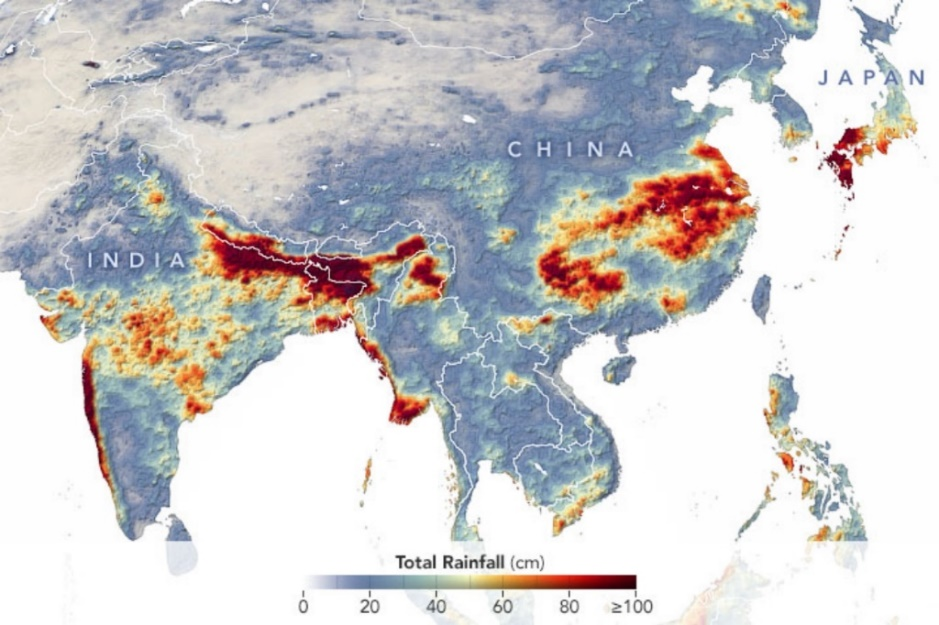 JAPAN
CHINA
INDIA
Total Rainfall (cm)
0 20 40 60 80 ≥100